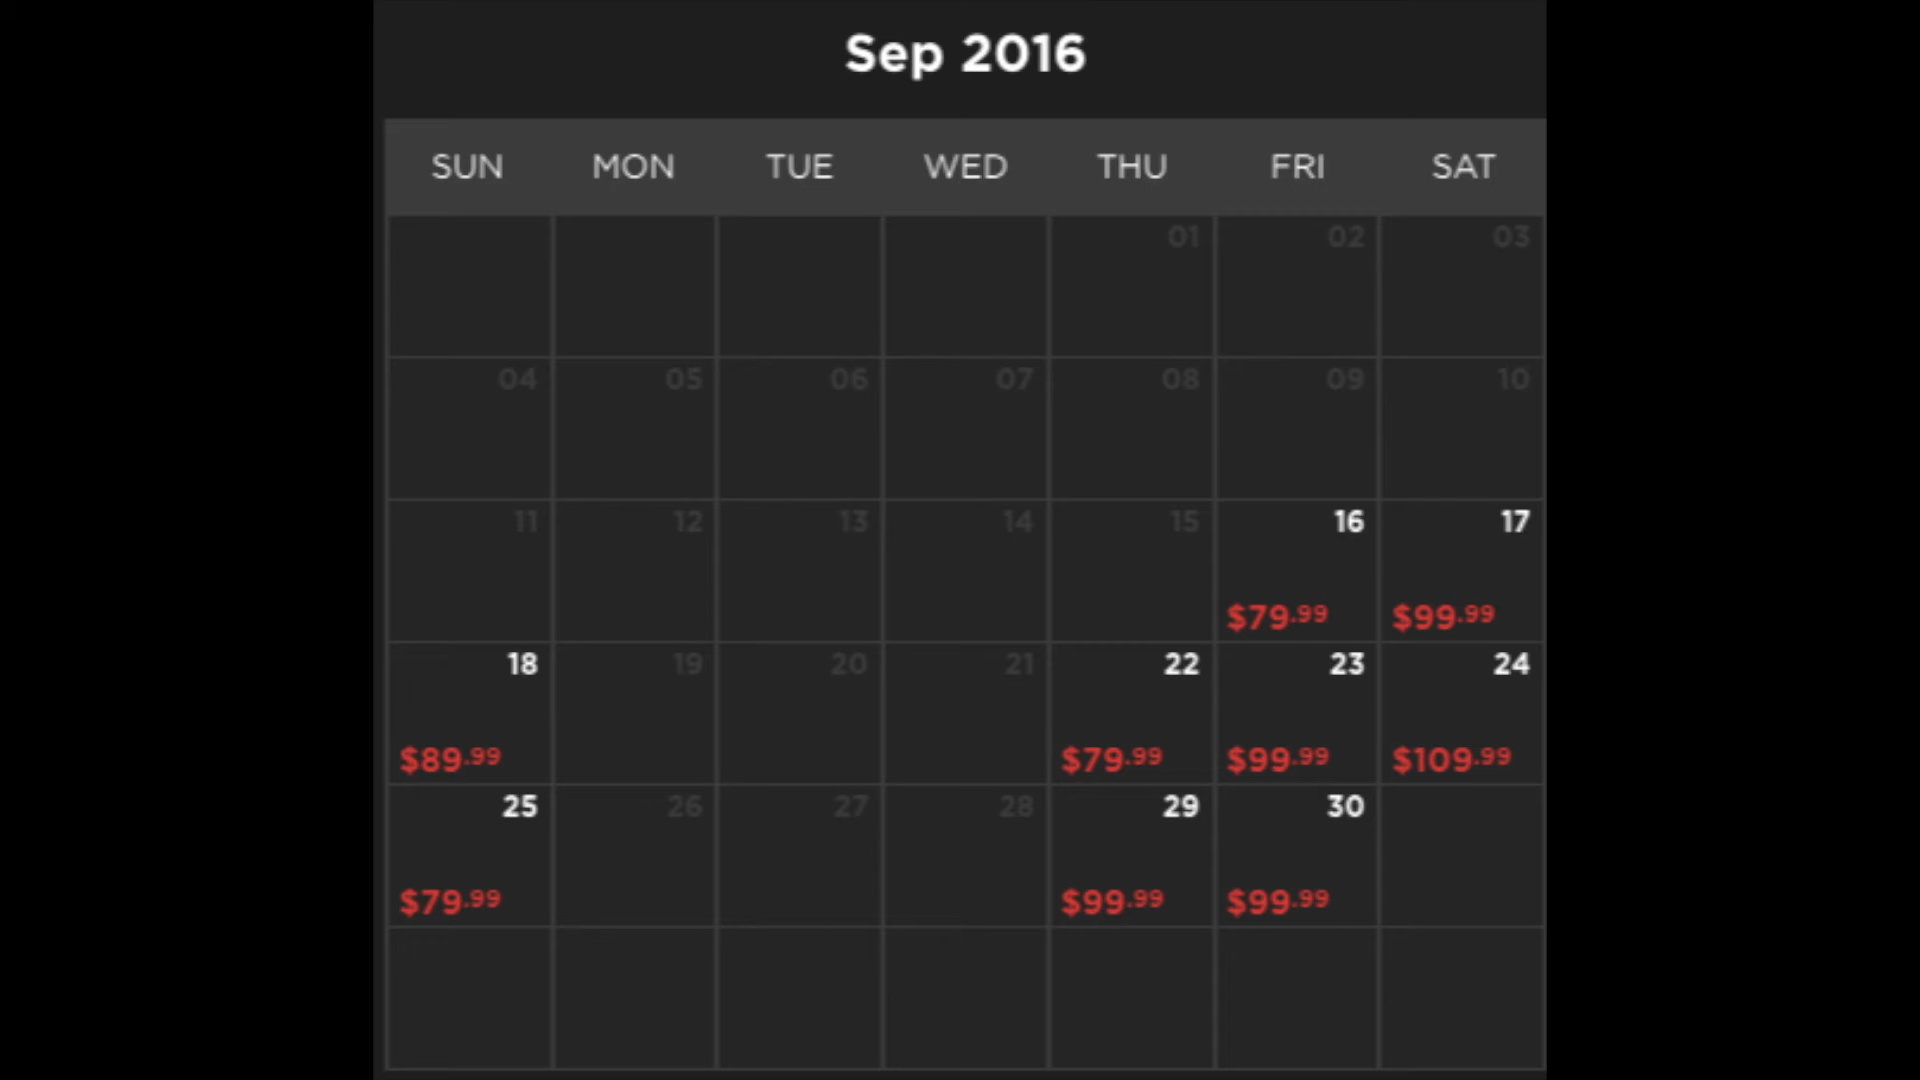 Sep 2016
SUN MON TUE WED THU FRI SAT
01 02 03
04 05 06 07 08 09 10
11 12 13 14 15 16 17
$79.99 $99.99
18 19 20 21 22 23 24
$89.99 $79.99 $99.99 $109.99
25 26 27 28 29 30
$79.99 $99.99 $99.99